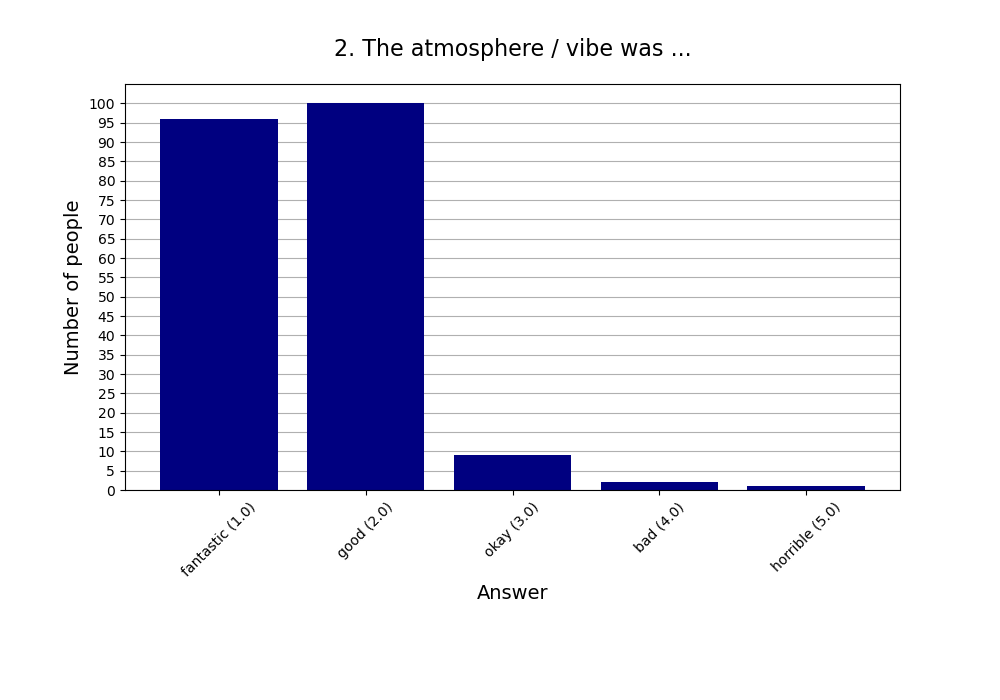 2. The atmosphere / vibe was ...
Number of people
100
95
90
85
80
75
70
65
60
55
50
45
40
35
30
25
20
15
10
5
0
fantastic (1.0)
good (2.0)
okay (3.0)
bad (4.0)
horrible (5.0)
Answer